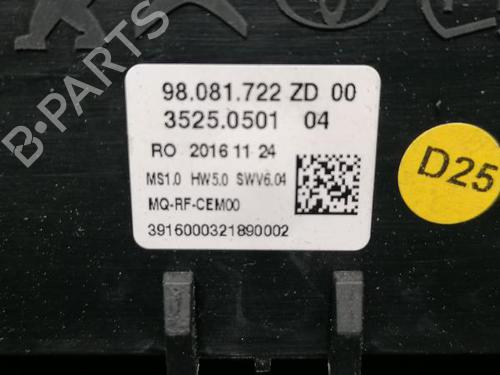 98.081.722 ZD 00
3525.0501 04
RO 2016 11 24
MS1.0 HW5.0 SWV6.04
MQ-RF-CEM00
3916000321890002
D25
B-PARTS